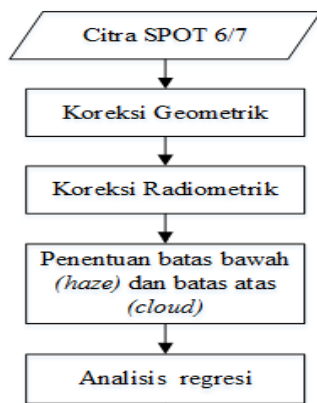 Citra SPOT 6/7
Koreksi Geometrik
Koreksi Radiometrik
Penentuan batas bawah
(haze) dan batas atas
(cloud)
Analisis regresi